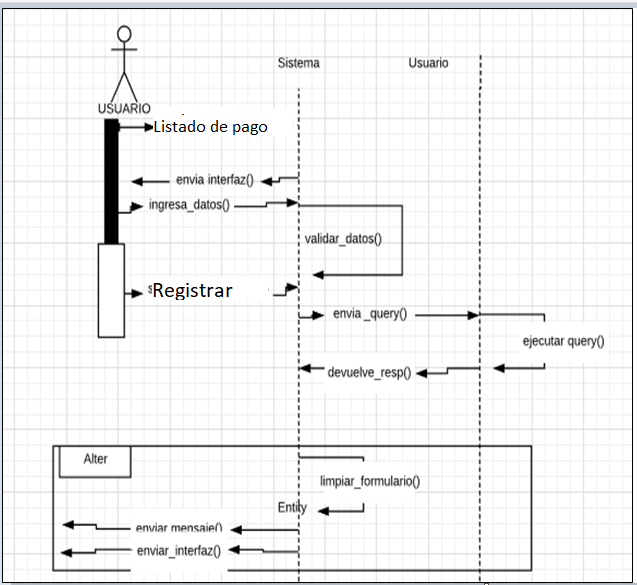 Sistema
Usuario
USUARIO
Listado de pago
envia interfaz()
ingresa_datos()
validar_datos()
Registrar
envia _query()
ejecutar query()
devuelve_resp()
Alter
limpiar_formulario()
Entity
enviar mensaje()
enviar_interfaz()